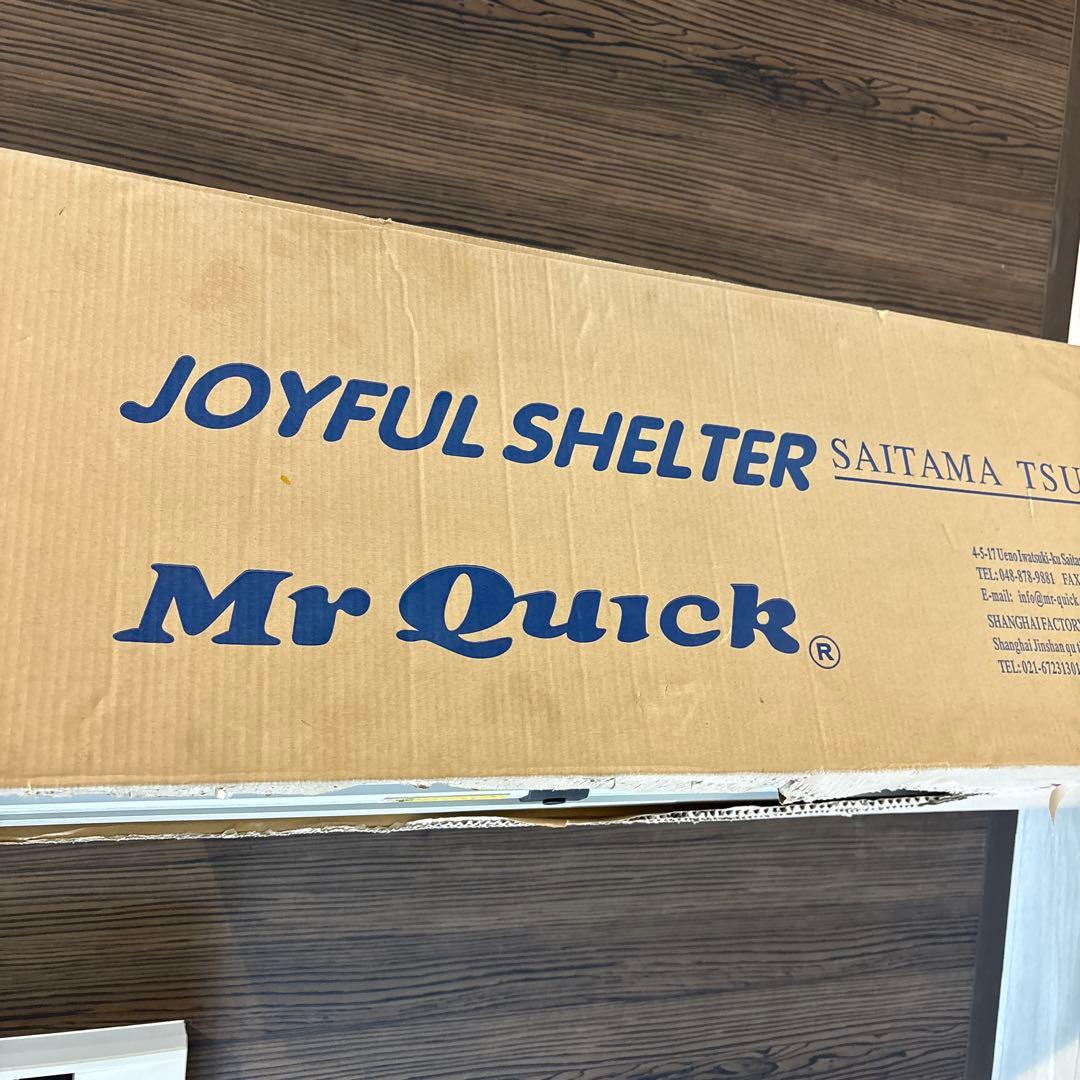 JOYFUL SHELTER SAITAMA TSU
Mr Quick ®
4-5-17 Ueno Iwatsuki-ku Saita
TEL: 048-878-9881 FAX
E-mail: info@mr-quick.
SHANGHAI FACTORY
Shanghai Jinshan qu t
TEL: 021-67231301